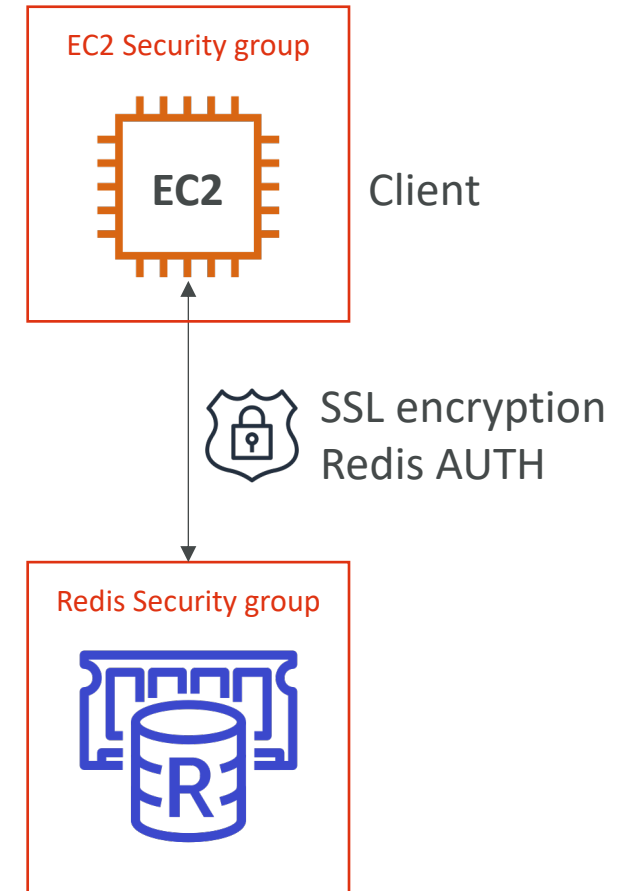 EC2 Security group
EC2
Client
SSL encryption
Redis AUTH
Redis Security group
R